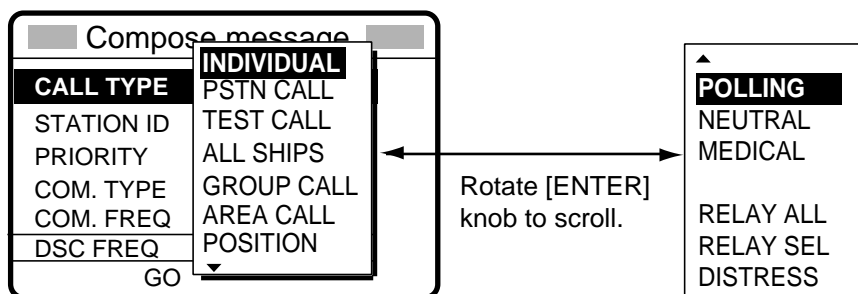 Compose message
CALL TYPE
STATION ID
PRIORITY
COM. TYPE
COM. FREQ
DSC FREQ
GO
INDIVIDUAL
PSTN CALL
TEST CALL
ALL SHIPS
GROUP CALL
AREA CALL
POSITION
Rotate [ENTER]
knob to scroll.
POLLING
NEUTRAL
MEDICAL
RELAY ALL
RELAY SEL
DISTRESS